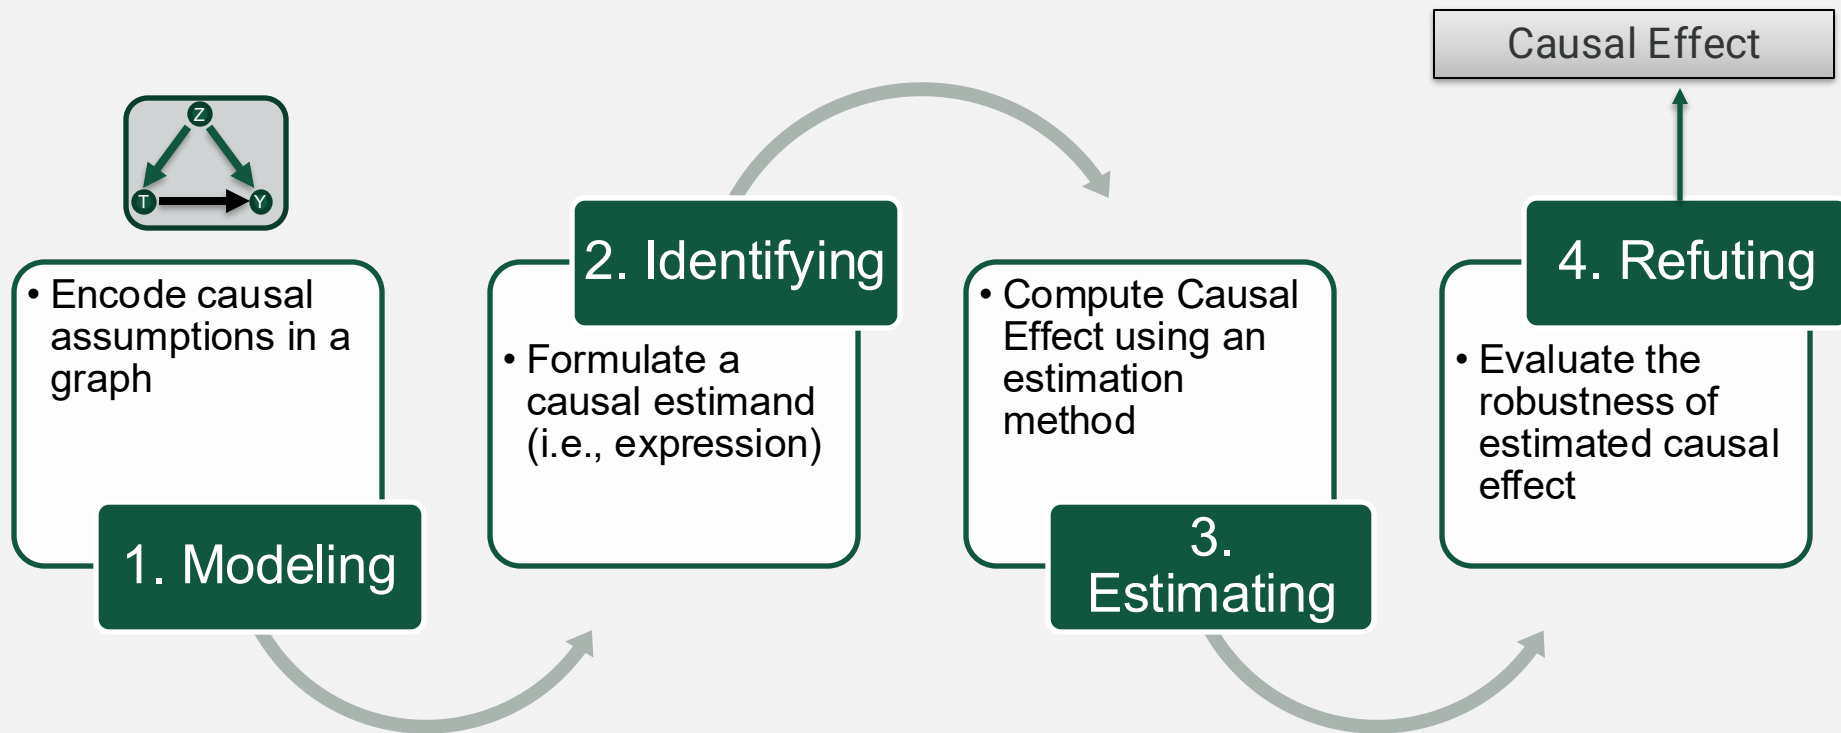 Causal Effect
Z
T
Y
• Encode causal
assumptions in a
graph
1. Modeling
2. Identifying
• Formulate a
causal estimand
(i.e., expression)
• Compute Causal
Effect using an
estimation
method
3.
Estimating
4. Refuting
• Evaluate the
robustness of
estimated causal
effect